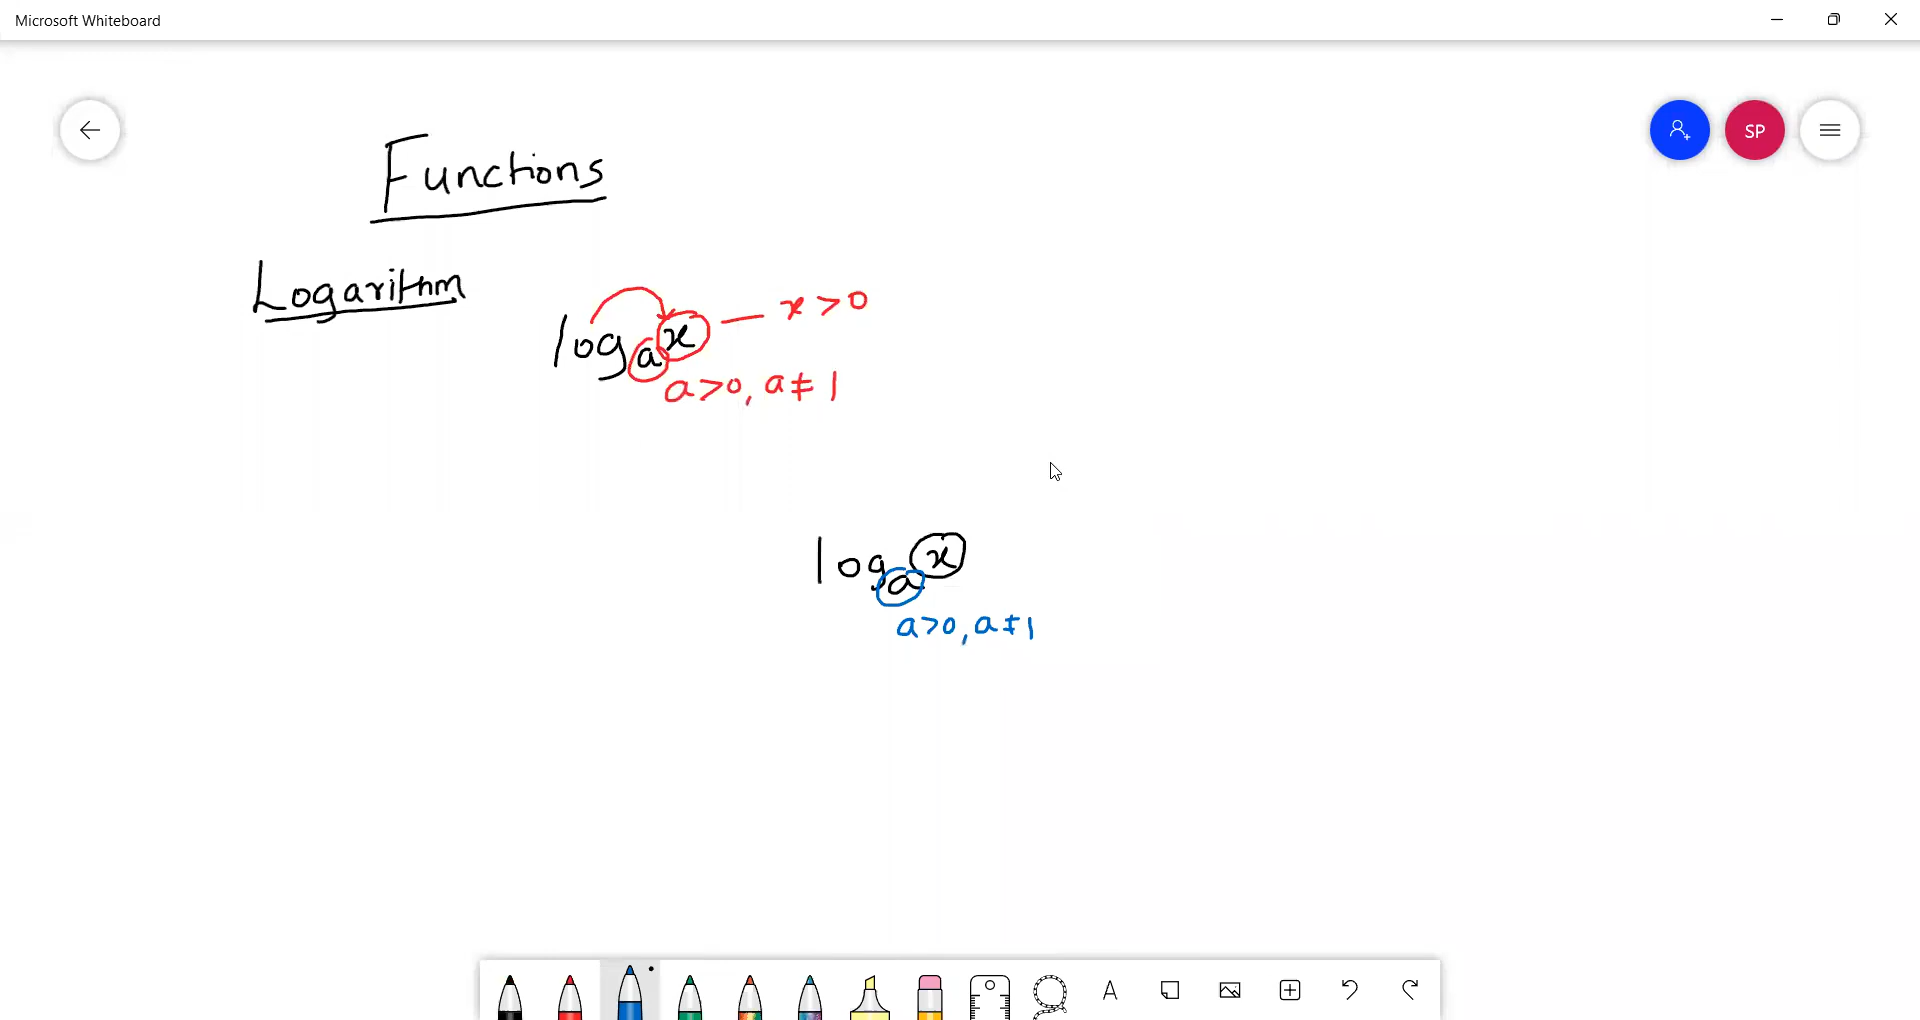 Microsoft Whiteboard
SP
Functions
Logarithm
logₐx — x>0
a>0, a≠1
logₐx
a>0, a≠1
A